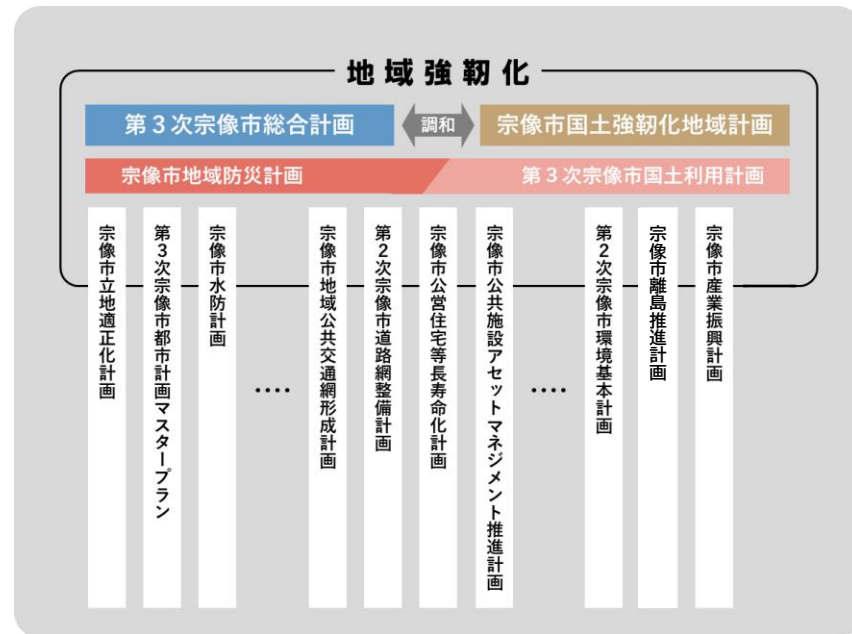 地域強靭化
第３次宗像市総合計画
調和
宗像市国土強靭化地域計画
宗像市地域防災計画
第３次宗像市国土利用計画
宗像市立地適正化計画
第3次宗像市都市計画マスタープラン
宗像市水防計画
‥‥
宗像市地域公共交通網形成計画
第2次宗像市道路網整備計画
宗像市公営住宅等長寿命化計画
宗像市公共施設アセットマネジメント推進計画
‥‥
第2次宗像市環境基本計画
宗像市離島推進計画
宗像市産業振興計画